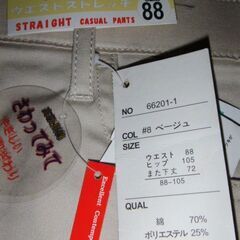 ウエストストレッチ
STRAIGHT CASUAL PANTS
88
さわってみて
NO 66201-1
COL #8 ベージュ
SIZE
ウエスト 88
ヒップ 105
また下丈 72
88-105
QUAL
綿 70%
ポリエステル 25%
Excellent Contempo